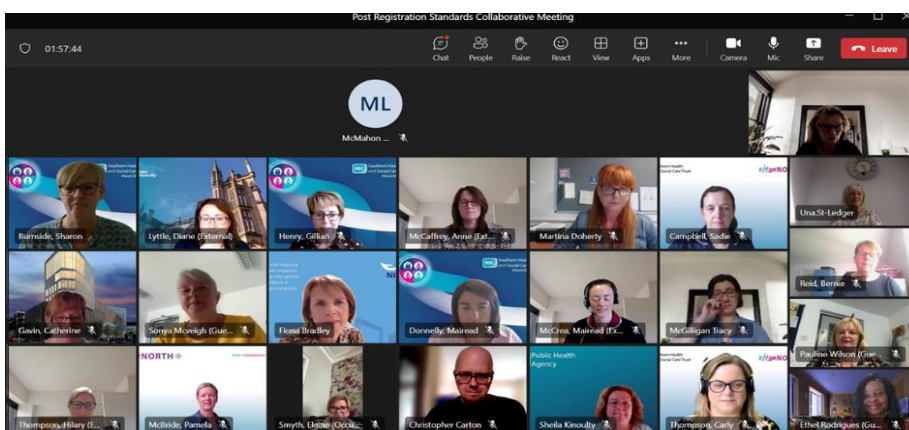 Post Registration Standards Collaborative Meeting
01:57:44
Chat People Raise React View Apps More Camera Mic Share Leave
ML
McMahon ...
Burnside, Sharon
Lyttle, Diane (External)
Henry, Gillian
McCaffrey, Anne (Ext...
Martina Doherty
Campbell, Sadie
Una.St-Ledger
Gavin, Catherine
Sonya Mcveigh (Gue...
Fiona Bradley
Donnelly, Mairead
McCrea, Mairead (Ex...
McGilligan Tracy
Reid, Bernie
Pauline Wilson (Gue...
NORTH
Public Health
Agency
Thompson, Hilary (E...
McBride, Pamela
Smyth, Elaine (Occu...
Christopher Carton
Sheila Kinoulty
Thompson, Carly
Ethel Rodrigues (Gu...